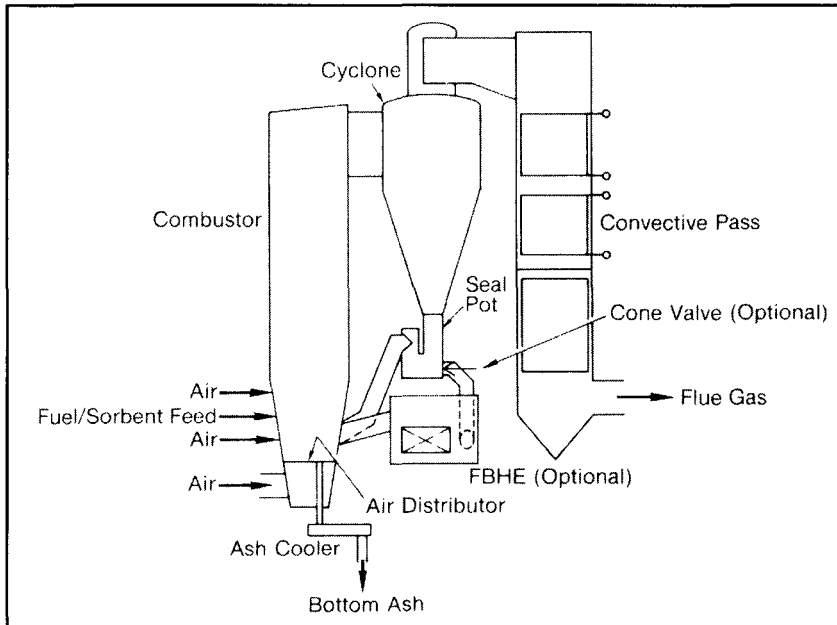 Cyclone
Combustor
Convective Pass
Seal
Pot
Cone Valve (Optional)
Air
Fuel/Sorbent Feed
Flue Gas
Air
FBHE (Optional)
Air
Air Distributor
Ash Cooler
Bottom Ash